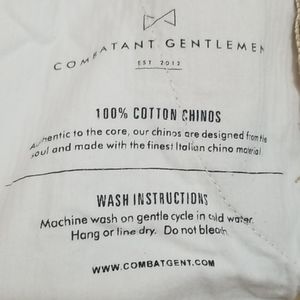 COMBATANT GENTLEMEN
EST 2012
100% COTTON CHINOS
Authentic to the core, our chinos are designed from the
soul and made with the finest Italian chino material
WASH INSTRUCTIONS
Machine wash on gentle cycle in cold water.
Hang or line dry. Do not bleach.
WWW.COMBATGENT.COM